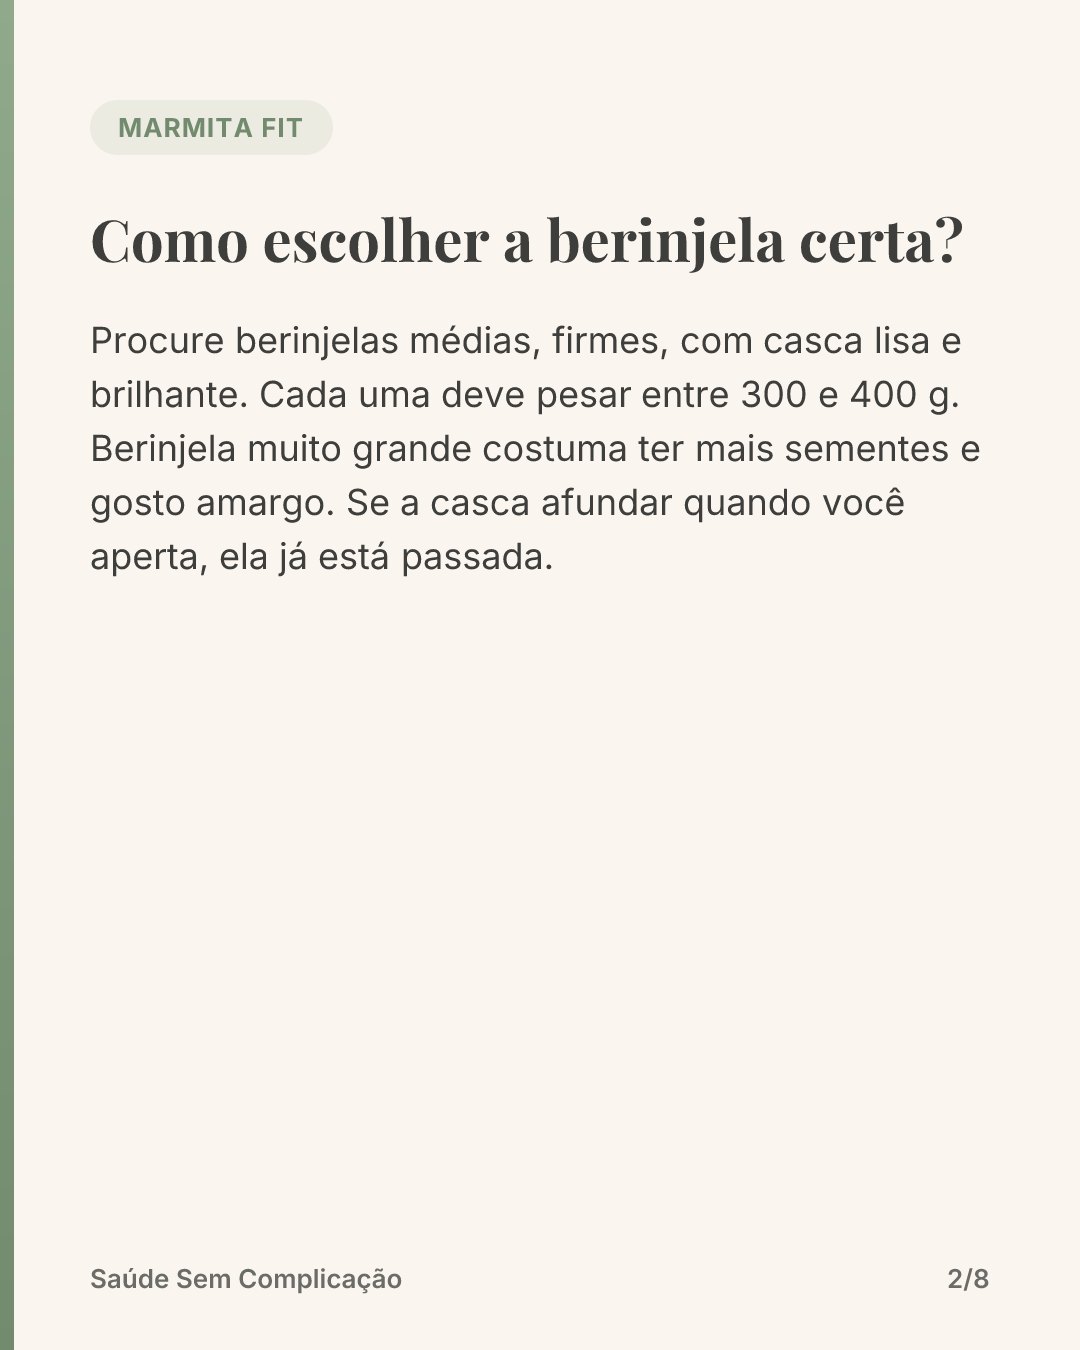 MARMITA FIT
Como escolher a berinjela certa?
Procure berinjelas médias, firmes, com casca lisa e
brilhante. Cada uma deve pesar entre 300 e 400 g.
Berinjela muito grande costuma ter mais sementes e
gosto amargo. Se a casca afundar quando você
aperta, ela já está passada.
Saúde Sem Complicação
2/8